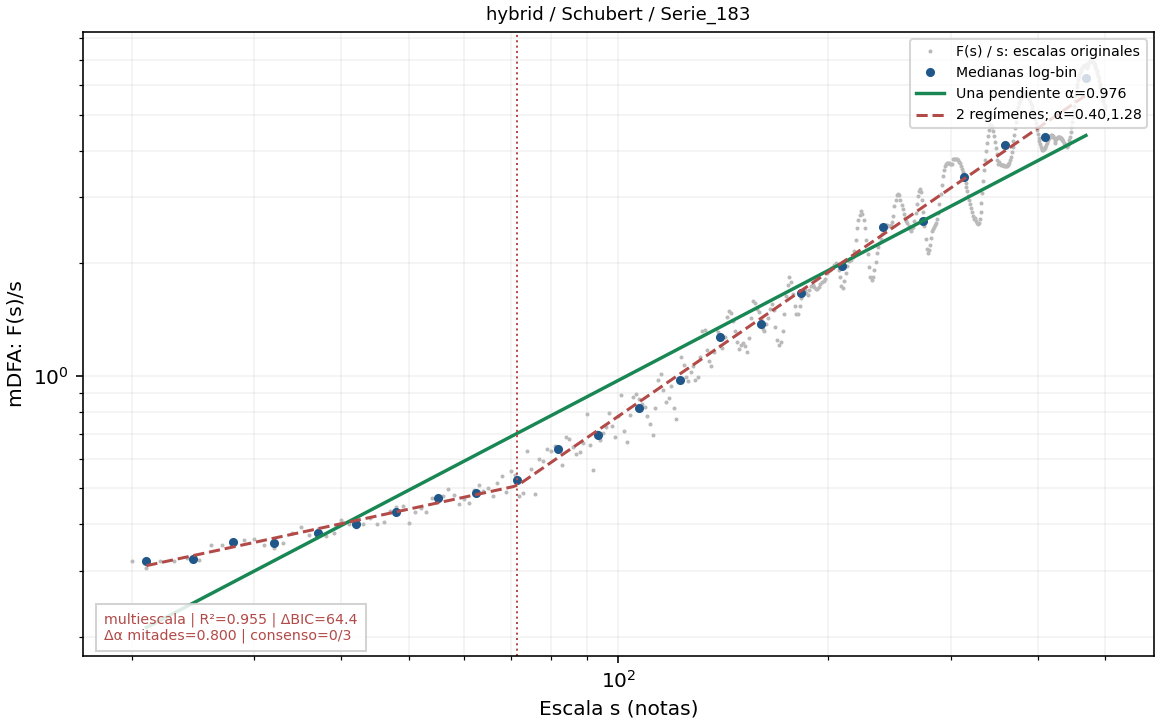 hybrid / Schubert / Serie_183
F(s) / s: escalas originales
Medianas log-bin
Una pendiente α=0.976
2 regímenes; α=0.40,1.28
mDFA: F(s)/s
10⁰
multiescala | R²=0.955 | ΔBIC=64.4
Δα mitades=0.800 | consenso=0/3
10²
Escala s (notas)